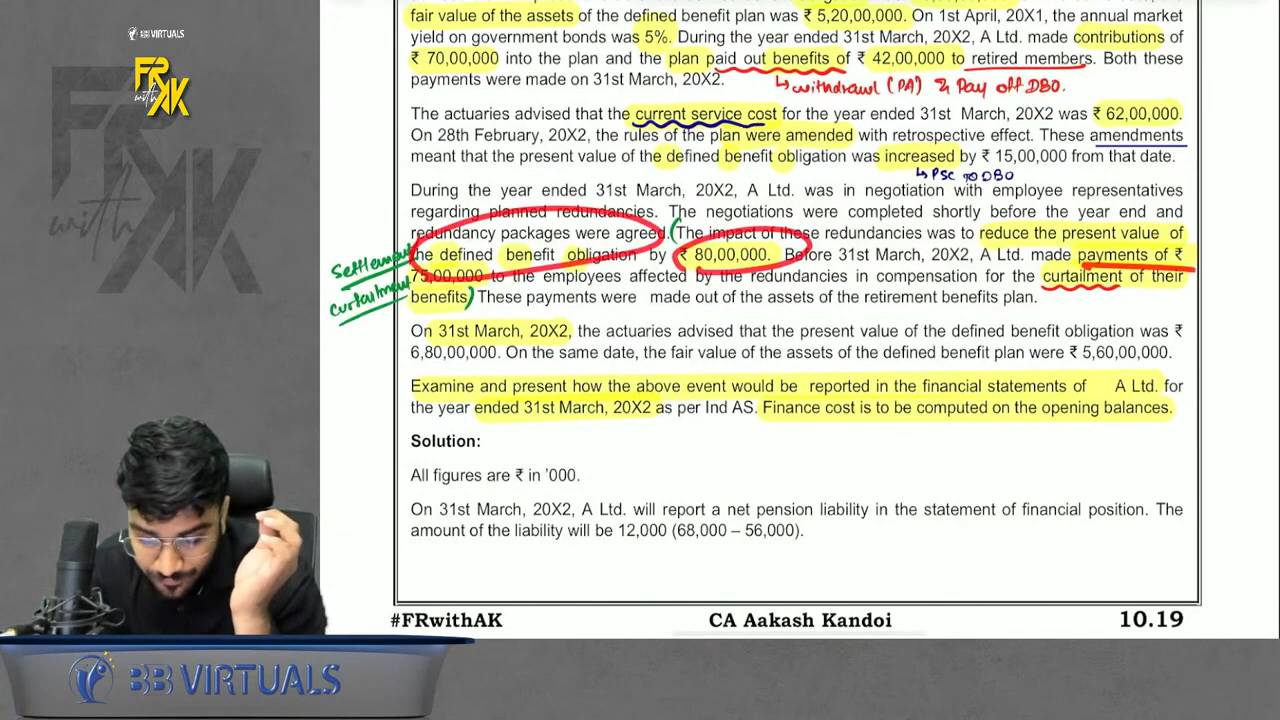 BB VIRTUALS
FR
with
AK
fair value of the assets of the defined benefit plan was ₹ 5,20,00,000. On 1st April, 20X1, the annual market
yield on government bonds was 5%. During the year ended 31st March, 20X2, A Ltd. made contributions of
₹ 70,00,000 into the plan and the plan paid out benefits of ₹ 42,00,000 to retired members. Both these
payments were made on 31st March, 20X2.
↳ withdrawl (PA) & Pay off DBO.
The actuaries advised that the current service cost for the year ended 31st March, 20X2 was ₹ 62,00,000.
On 28th February, 20X2, the rules of the plan were amended with retrospective effect. These amendments
meant that the present value of the defined benefit obligation was increased by ₹ 15,00,000 from that date.
↳ PSC to DBO
During the year ended 31st March, 20X2, A Ltd. was in negotiation with employee representatives
regarding planned redundancies. The negotiations were completed shortly before the year end and
redundancy packages were agreed. (The impact of these redundancies was to reduce the present value of
the defined benefit obligation by ₹ 80,00,000. Before 31st March, 20X2, A Ltd. made payments of ₹
Settlement
75,00,000 to the employees affected by the redundancies in compensation for the curtailment of their
Curtailment
benefits) These payments were made out of the assets of the retirement benefits plan.
On 31st March, 20X2, the actuaries advised that the present value of the defined benefit obligation was ₹
6,80,00,000. On the same date, the fair value of the assets of the defined benefit plan were ₹ 5,60,00,000.
Examine and present how the above event would be reported in the financial statements of A Ltd. for
the year ended 31st March, 20X2 as per Ind AS. Finance cost is to be computed on the opening balances.
Solution:
All figures are ₹ in '000.
On 31st March, 20X2, A Ltd. will report a net pension liability in the statement of financial position. The
amount of the liability will be 12,000 (68,000 – 56,000).
#FRwithAK
CA Aakash Kandoi
10.19
BB VIRTUALS